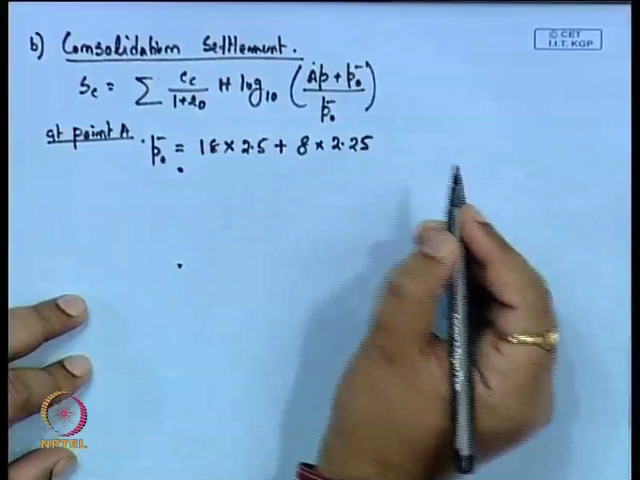 b) Consolidation Settlement.
© CET
I.I.T. KGP
Sc = ∑ Cc/(1+e0) H log10 ((Δp + p̄0)/p̄0)
at point A. p̄0 = 18 × 2.5 + 8 × 2.25
NPTEL